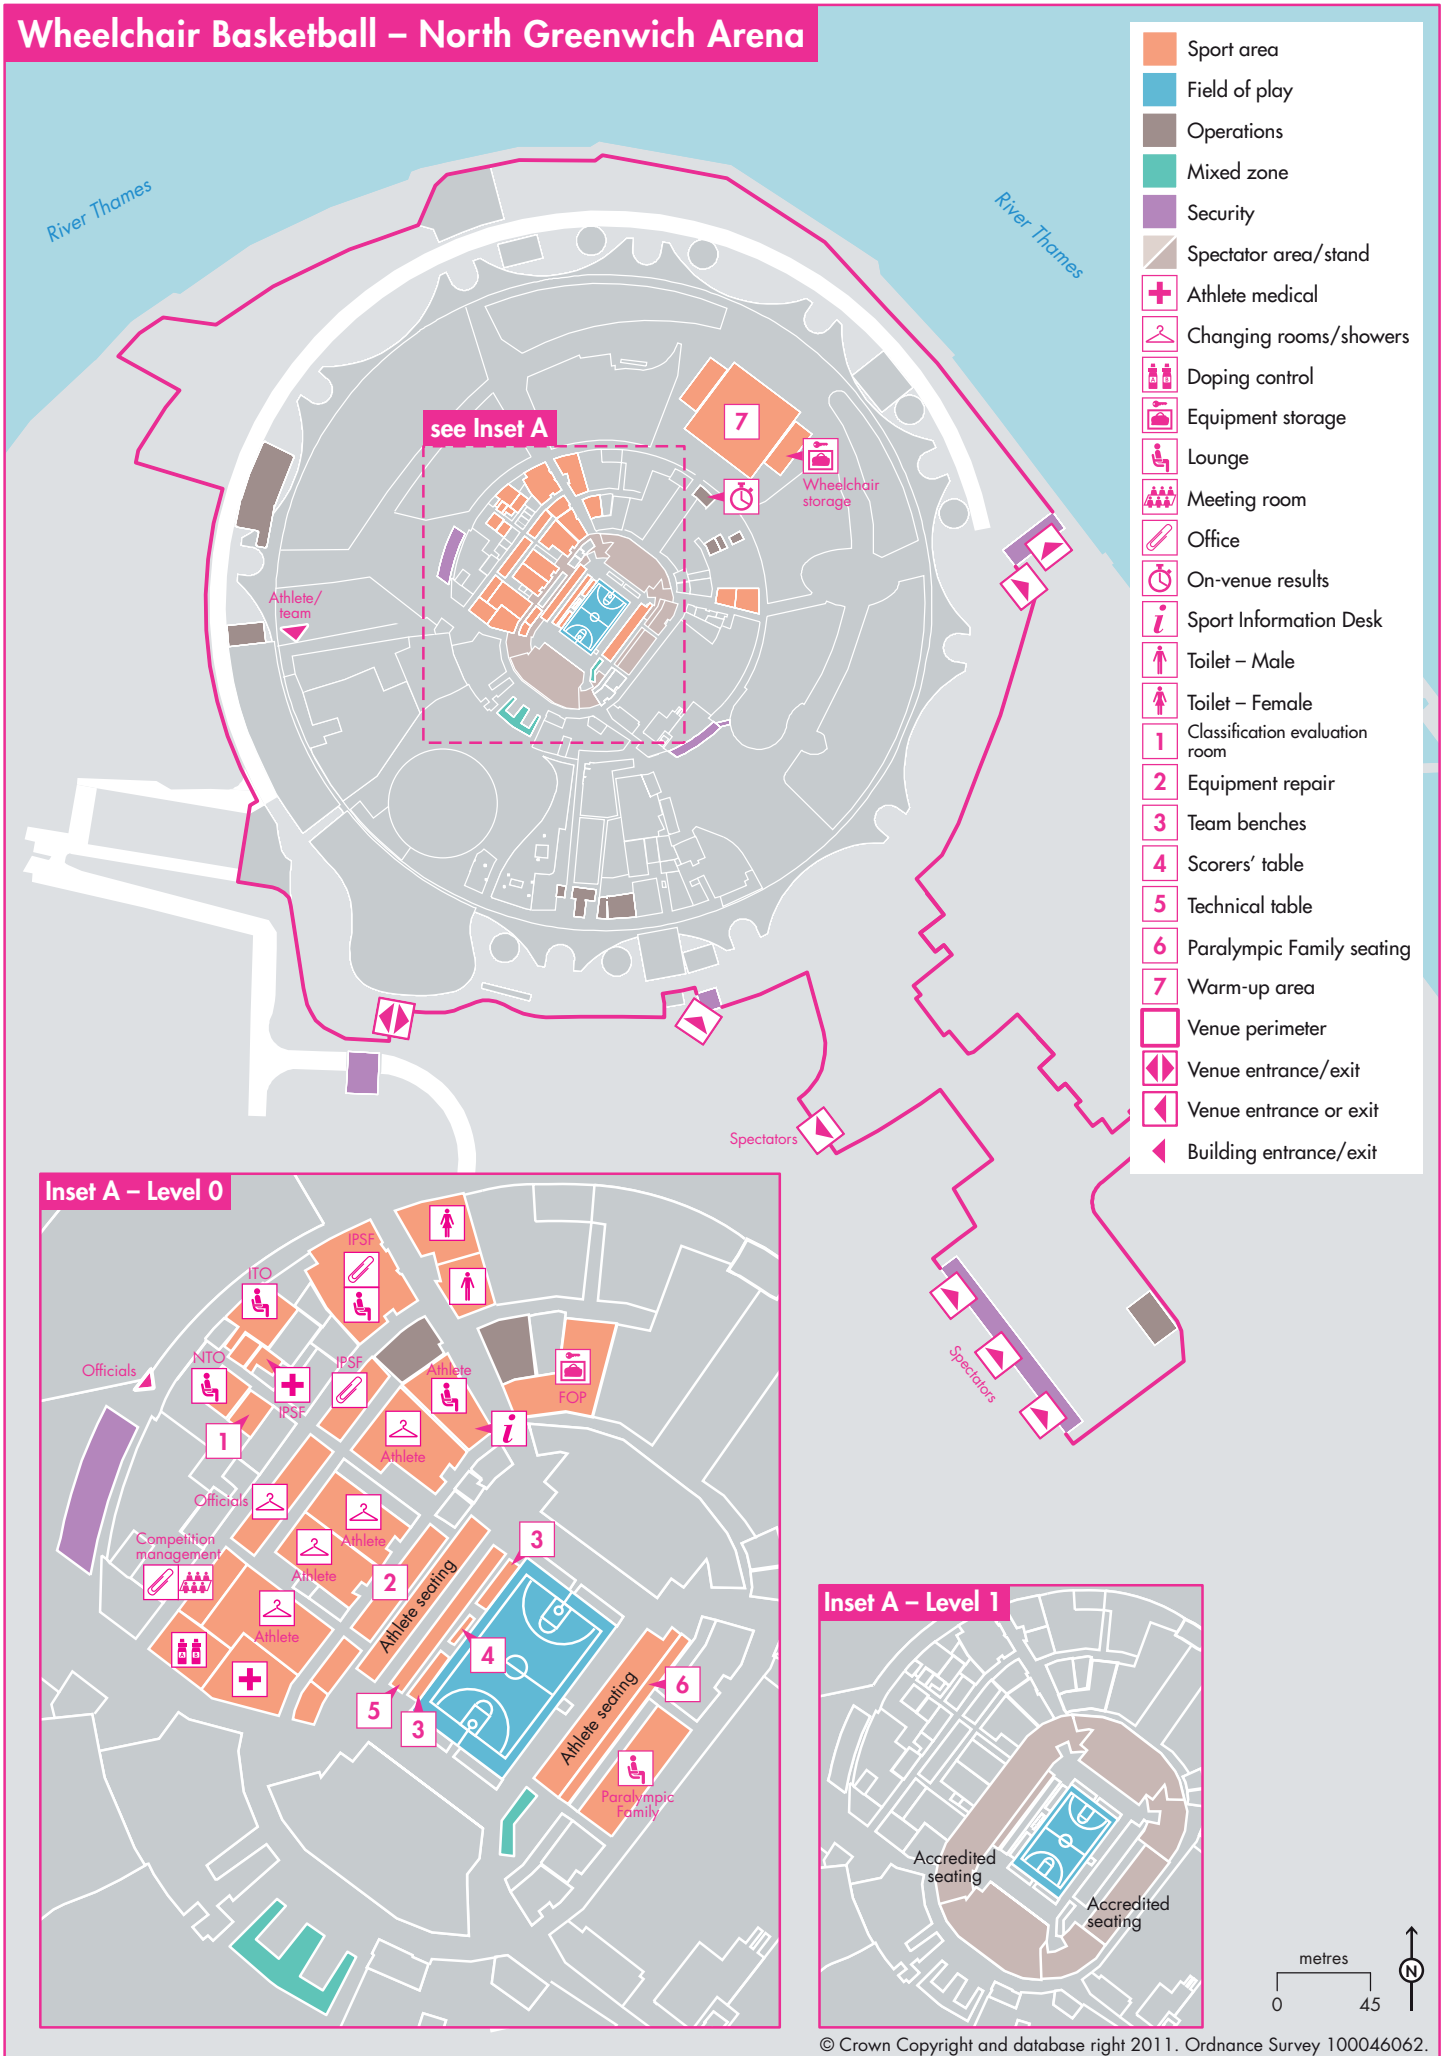 Wheelchair Basketball – North Greenwich Arena
River Thames
River Thames
Sport area
Field of play
Operations
Mixed zone
Security
Spectator area/stand
Athlete medical
Changing rooms/showers
A B
Doping control
Equipment storage
Lounge
Meeting room
Office
On-venue results
i
Sport Information Desk
Toilet – Male
Toilet – Female
1
Classification evaluation
room
2
Equipment repair
3
Team benches
4
Scorers’ table
5
Technical table
6
Paralympic Family seating
7
Warm-up area
Venue perimeter
Venue entrance/exit
Venue entrance or exit
Building entrance/exit
see Inset A
7
Wheelchair
storage
Athlete/
team
Spectators
Spectators
Inset A – Level 0
IPSF
ITO
Officials
NTO
IPSF
IPSF
1
Athlete
FOP
i
Athlete
Officials
Athlete
Athlete
Competition
management
Athlete
A B
2
Athlete seating
3
4
5
3
6
Athlete seating
Paralympic
Family
Inset A – Level 1
Accredited
seating
Accredited
seating
metres
0 45
N
© Crown Copyright and database right 2011. Ordnance Survey 100046062.